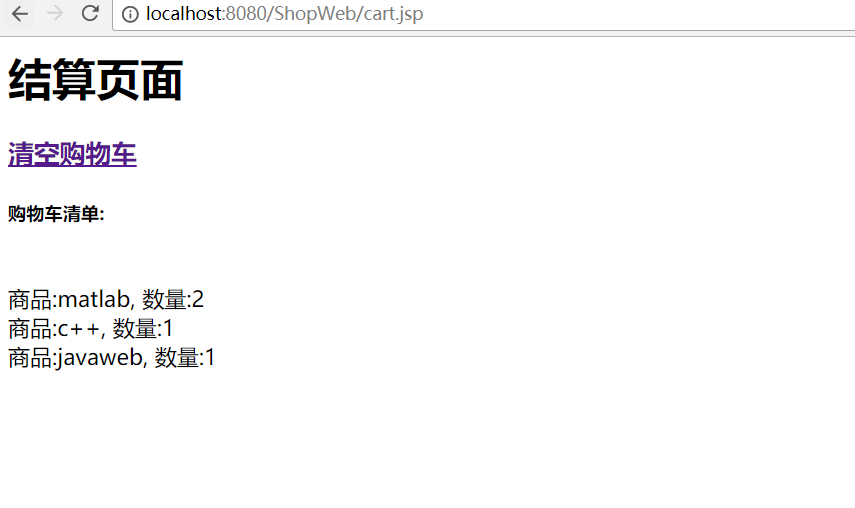 localhost:8080/ShopWeb/cart.jsp
结算页面
清空购物车
购物车清单:
商品:matlab, 数量:2
商品:c++, 数量:1
商品:javaweb, 数量:1